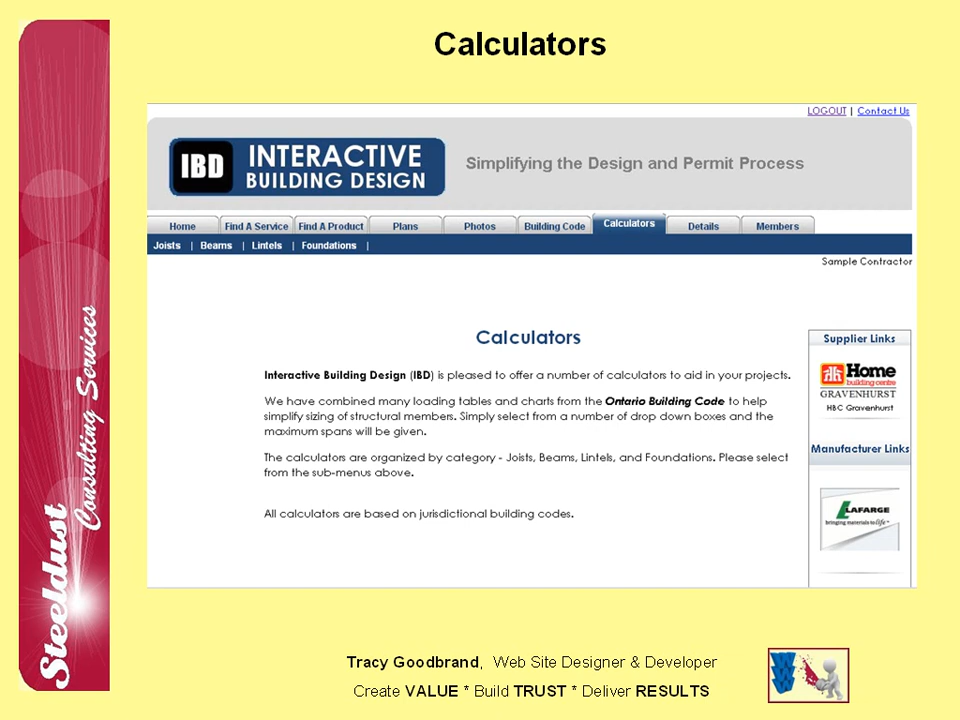 Calculators
LOGOUT | Contact Us
IBD INTERACTIVE
BUILDING DESIGN
Simplifying the Design and Permit Process
Home Find A Service Find A Product Plans Photos Building Code Calculators Details Members
Joists | Beams | Lintels | Foundations |
Sample Contractor
Calculators
Interactive Building Design (IBD) is pleased to offer a number of calculators to aid in your projects.
We have combined many loading tables and charts from the Ontario Building Code to help
simplify sizing of structural members. Simply select from a number of drop down boxes and the
maximum spans will be given.
The calculators are organized by category - Joists, Beams, Lintels, and Foundations. Please select
from the sub-menus above.
All calculators are based on jurisdictional building codes.
Supplier Links
Home
building centre
GRAVENHURST
HBC Gravenhurst
Manufacturer Links
LAFARGE
bringing materials to life™
Steeldust
Consulting Services
Tracy Goodbrand, Web Site Designer & Developer
Create VALUE * Build TRUST * Deliver RESULTS